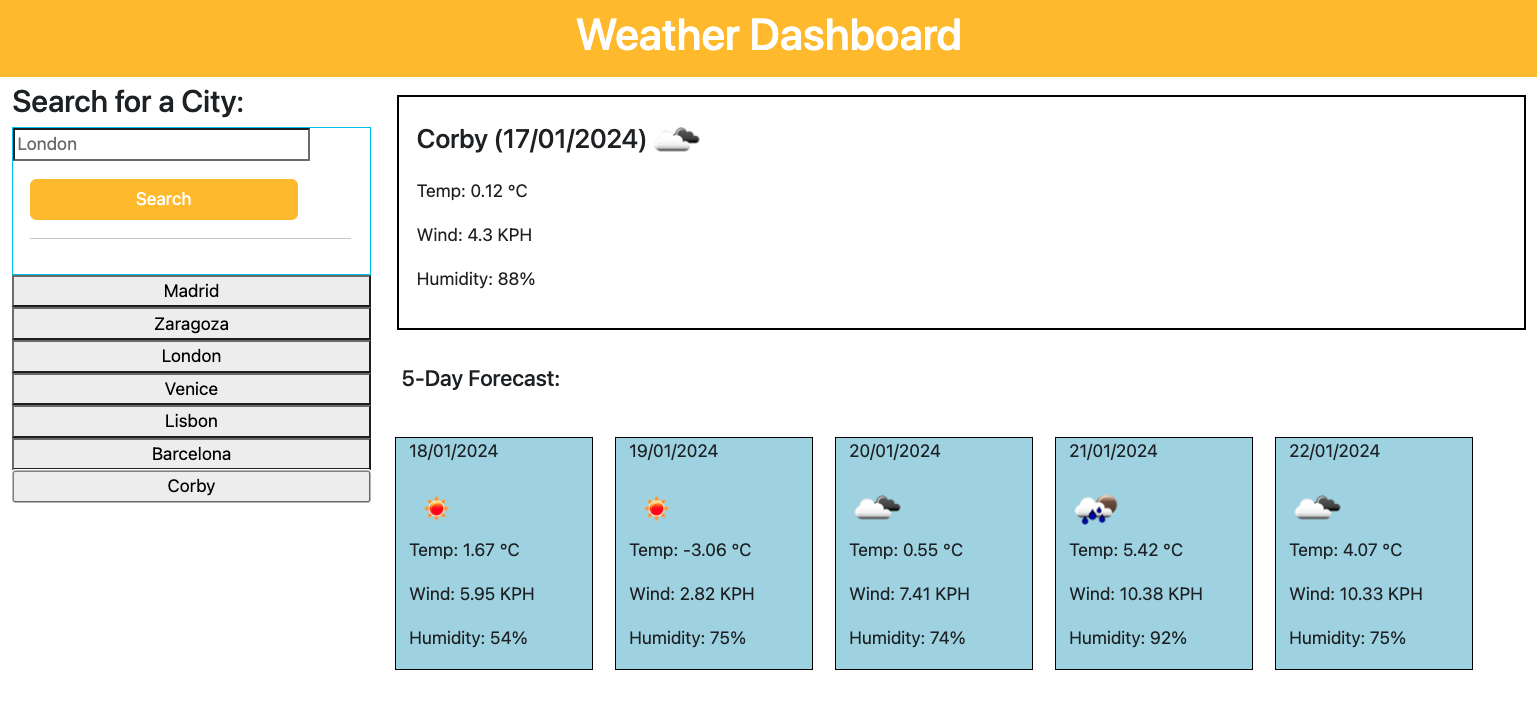 Weather Dashboard
Search for a City:
London
Search
Madrid
Zaragoza
London
Venice
Lisbon
Barcelona
Corby
Corby (17/01/2024)
Temp: 0.12 °C
Wind: 4.3 KPH
Humidity: 88%
5-Day Forecast:
18/01/2024
Temp: 1.67 °C
Wind: 5.95 KPH
Humidity: 54%
19/01/2024
Temp: -3.06 °C
Wind: 2.82 KPH
Humidity: 75%
20/01/2024
Temp: 0.55 °C
Wind: 7.41 KPH
Humidity: 74%
21/01/2024
Temp: 5.42 °C
Wind: 10.38 KPH
Humidity: 92%
22/01/2024
Temp: 4.07 °C
Wind: 10.33 KPH
Humidity: 75%